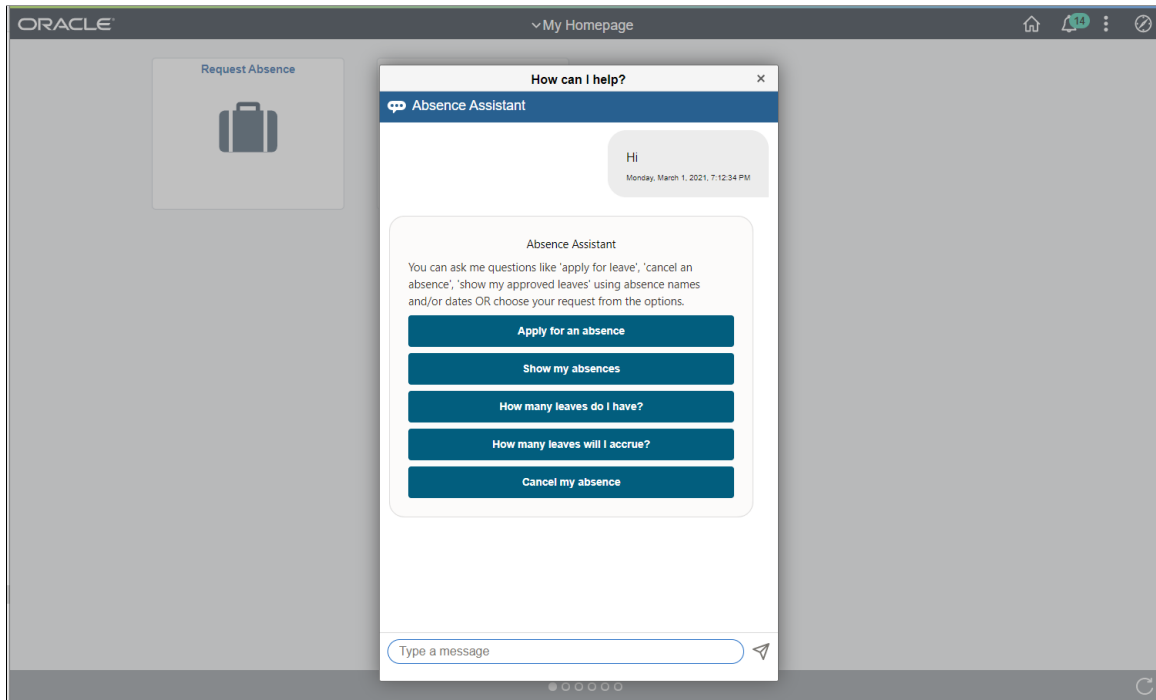 ORACLE
My Homepage
14
Request Absence
How can I help?
Absence Assistant
Hi
Monday, March 1, 2021, 7:12:34 PM
Absence Assistant
You can ask me questions like 'apply for leave', 'cancel an
absence', 'show my approved leaves' using absence names
and/or dates OR choose your request from the options.
Apply for an absence
Show my absences
How many leaves do I have?
How many leaves will I accrue?
Cancel my absence
Type a message